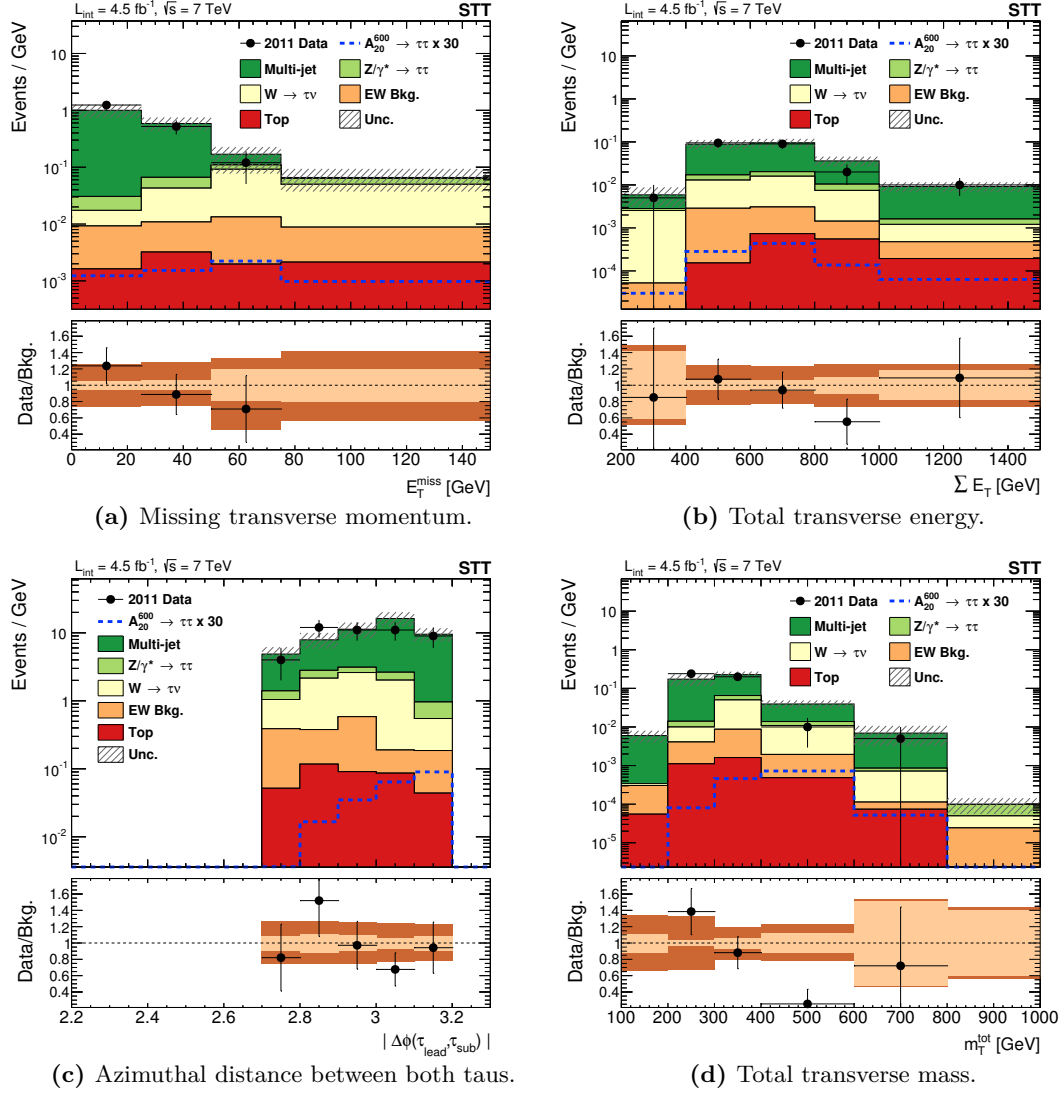 L_int = 4.5 fb⁻¹, √s = 7 TeV STT
Events / GeV
10
1
10⁻¹
10⁻²
10⁻³
2011 Data
A₂₀⁶⁰⁰ → ττ x 30
Multi-jet
Z/γ* → ττ
W → τν
EW Bkg.
Top
Unc.
Data/Bkg.
1.6
1.4
1.2
1
0.8
0.6
0.4
0 20 40 60 80 100 120 140
E_T^miss [GeV]
(a) Missing transverse momentum.
L_int = 4.5 fb⁻¹, √s = 7 TeV STT
Events / GeV
10
1
10⁻¹
10⁻²
10⁻³
10⁻⁴
2011 Data
A₂₀⁶⁰⁰ → ττ x 30
Multi-jet
Z/γ* → ττ
W → τν
EW Bkg.
Top
Unc.
Data/Bkg.
1.6
1.4
1.2
1
0.8
0.6
0.4
200 400 600 800 1000 1200 1400
∑ E_T [GeV]
(b) Total transverse energy.
L_int = 4.5 fb⁻¹, √s = 7 TeV STT
Events / GeV
10
1
10⁻¹
10⁻²
2011 Data
A₂₀⁶⁰⁰ → ττ x 30
Multi-jet
Z/γ* → ττ
W → τν
EW Bkg.
Top
Unc.
Data/Bkg.
1.6
1.4
1.2
1
0.8
0.6
0.4
2.2 2.4 2.6 2.8 3 3.2
| Δϕ(τ_lead,τ_sub) |
(c) Azimuthal distance between both taus.
L_int = 4.5 fb⁻¹, √s = 7 TeV STT
Events / GeV
10
1
10⁻¹
10⁻²
10⁻³
10⁻⁴
10⁻⁵
2011 Data
A₂₀⁶⁰⁰ → ττ x 30
Multi-jet
Z/γ* → ττ
W → τν
EW Bkg.
Top
Unc.
Data/Bkg.
1.6
1.4
1.2
1
0.8
0.6
0.4
100 200 300 400 500 600 700 800 900 1000
m_T^tot [GeV]
(d) Total transverse mass.